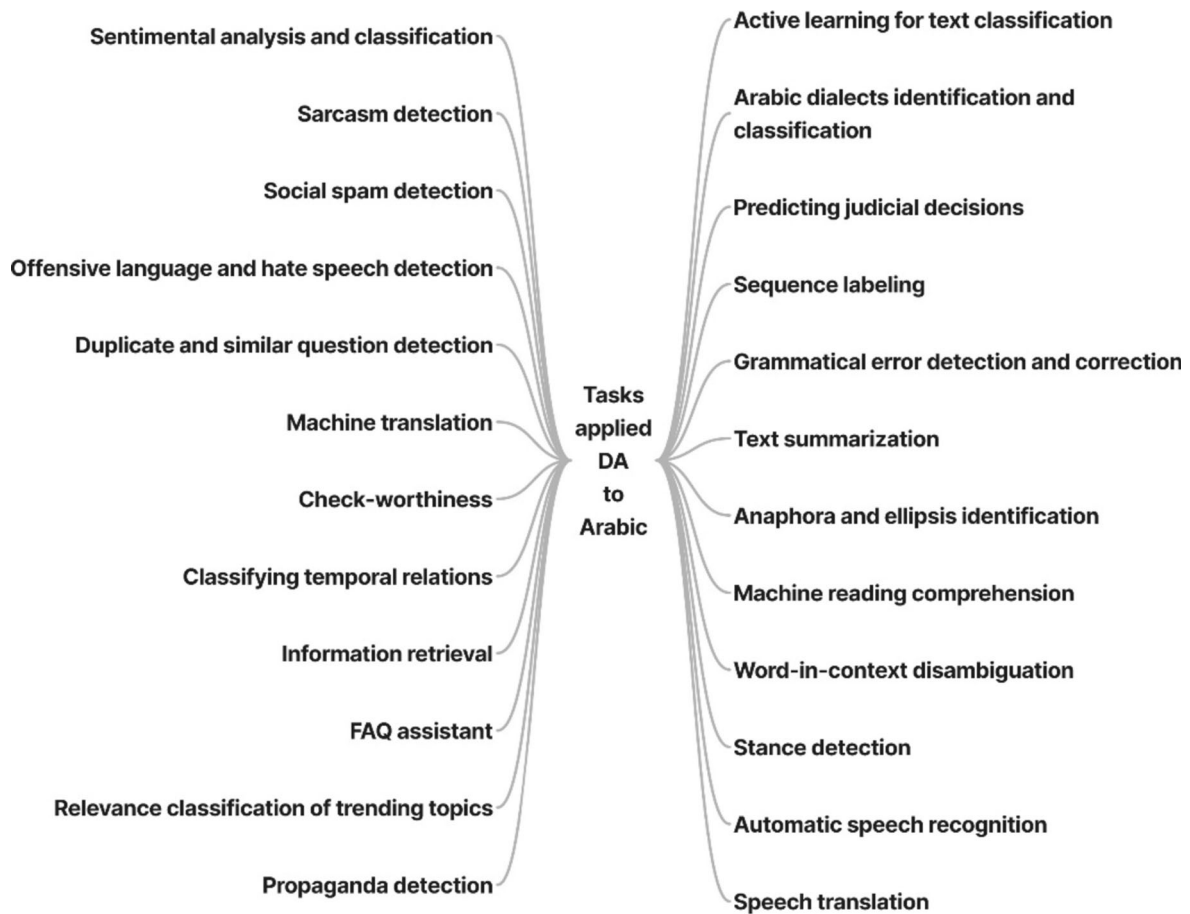 Sentimental analysis and classification
Sarcasm detection
Social spam detection
Offensive language and hate speech detection
Duplicate and similar question detection
Machine translation
Check-worthiness
Classifying temporal relations
Information retrieval
FAQ assistant
Relevance classification of trending topics
Propaganda detection
Tasks
applied
DA
to
Arabic
Active learning for text classification
Arabic dialects identification and
classification
Predicting judicial decisions
Sequence labeling
Grammatical error detection and correction
Text summarization
Anaphora and ellipsis identification
Machine reading comprehension
Word-in-context disambiguation
Stance detection
Automatic speech recognition
Speech translation